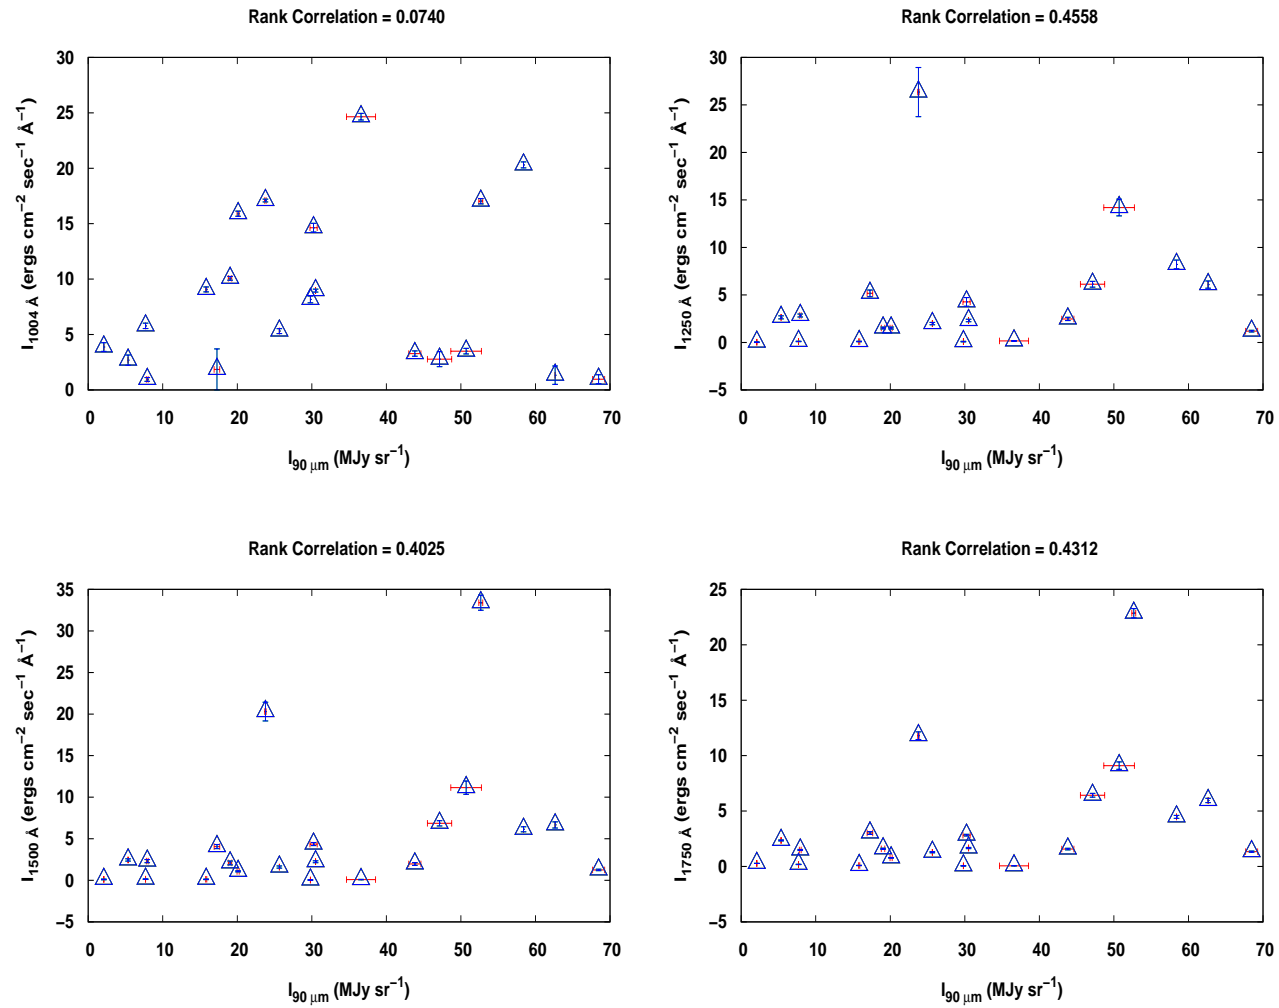 Rank Correlation = 0.0740
I1004 Å (ergs cm−2 sec−1 Å−1)
30
25
20
15
10
5
0
0 10 20 30 40 50 60 70
I90 μm (MJy sr−1)
Rank Correlation = 0.4558
I1250 Å (ergs cm−2 sec−1 Å−1)
30
25
20
15
10
5
0
−5
0 10 20 30 40 50 60 70
I90 μm (MJy sr−1)
Rank Correlation = 0.4025
I1500 Å (ergs cm−2 sec−1 Å−1)
35
30
25
20
15
10
5
0
−5
0 10 20 30 40 50 60 70
I90 μm (MJy sr−1)
Rank Correlation = 0.4312
I1750 Å (ergs cm−2 sec−1 Å−1)
25
20
15
10
5
0
−5
0 10 20 30 40 50 60 70
I90 μm (MJy sr−1)